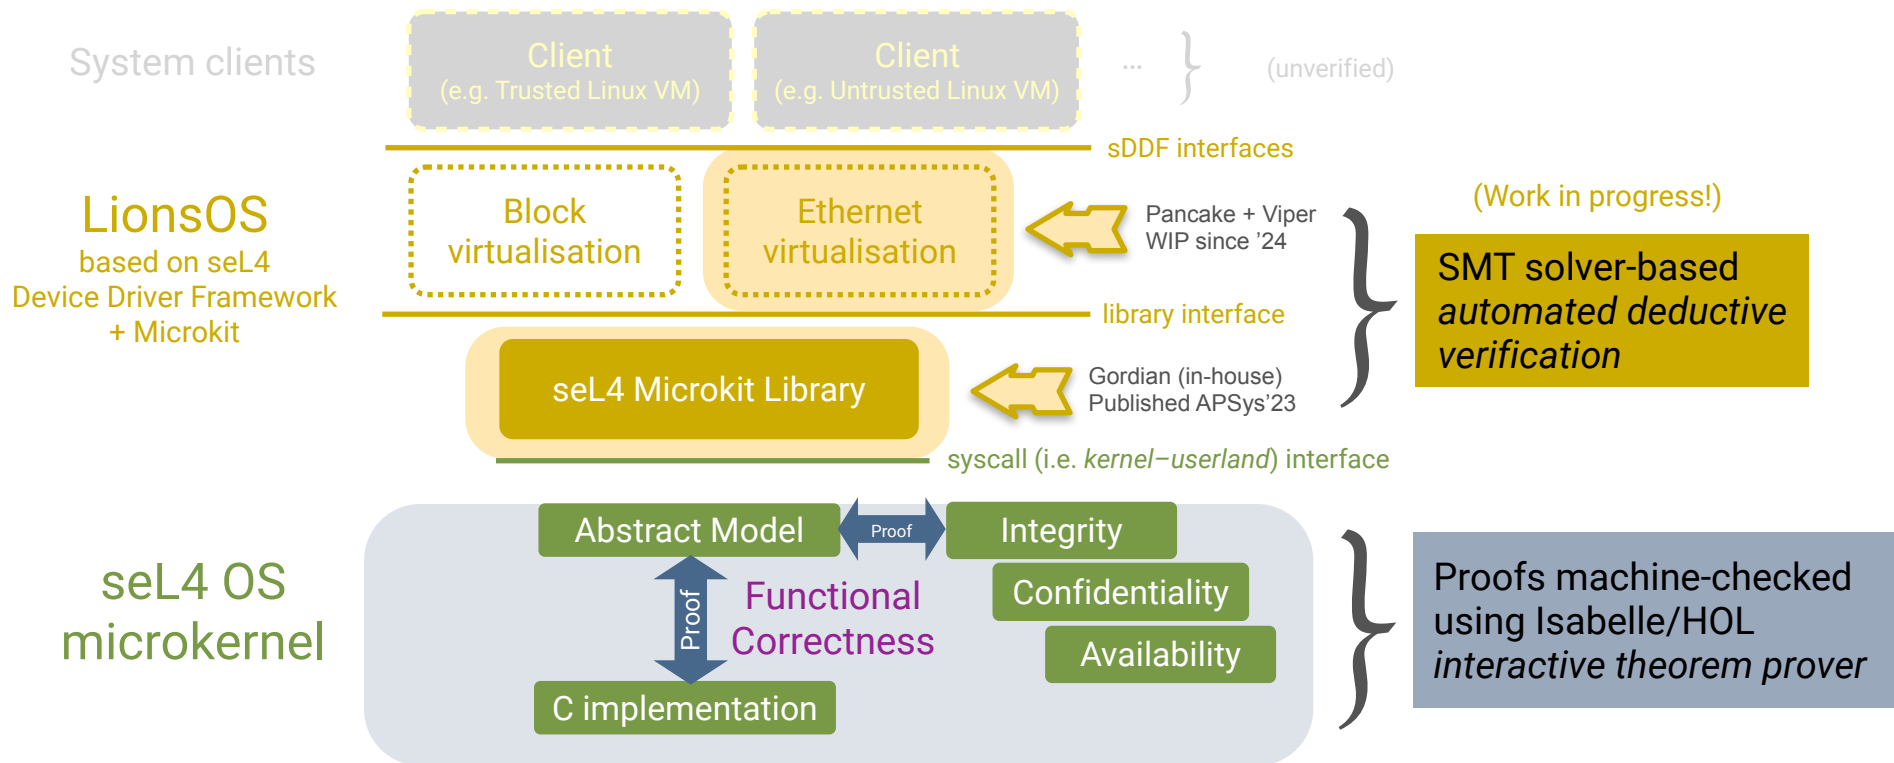 System clients
Client
(e.g. Trusted Linux VM)
Client
(e.g. Untrusted Linux VM)
...
(unverified)
sDDF interfaces
LionsOS
based on seL4
Device Driver Framework
+ Microkit
Block
virtualisation
Ethernet
virtualisation
Pancake + Viper
WIP since ’24
(Work in progress!)
SMT solver-based
automated deductive
verification
library interface
seL4 Microkit Library
Gordian (in-house)
Published APSys’23
syscall (i.e. kernel–userland) interface
seL4 OS
microkernel
Abstract Model
Proof
Integrity
Proof
Functional
Correctness
Confidentiality
Availability
C implementation
Proofs machine-checked
using Isabelle/HOL
interactive theorem prover